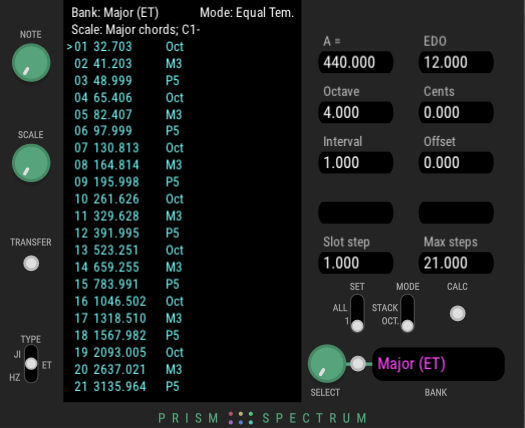 Bank: Major (ET) Mode: Equal Tem.
Scale: Major chords; C1-
NOTE
>01 32.703 Oct
02 41.203 M3
03 48.999 P5
04 65.406 Oct
05 82.407 M3
06 97.999 P5
07 130.813 Oct
08 164.814 M3
09 195.998 P5
10 261.626 Oct
11 329.628 M3
12 391.995 P5
13 523.251 Oct
14 659.255 M3
15 783.991 P5
16 1046.502 Oct
17 1318.510 M3
18 1567.982 P5
19 2093.005 Oct
20 2637.021 M3
21 3135.964 P5
SCALE
TRANSFER
TYPE
JI
ET
HZ
A = EDO
440.000 12.000
Octave Cents
4.000 0.000
Interval Offset
1.000 0.000
Slot step Max steps
1.000 21.000
SET MODE CALC
ALL STACK
1 OCT.
Major (ET)
SELECT BANK
PRISM SPECTRUM